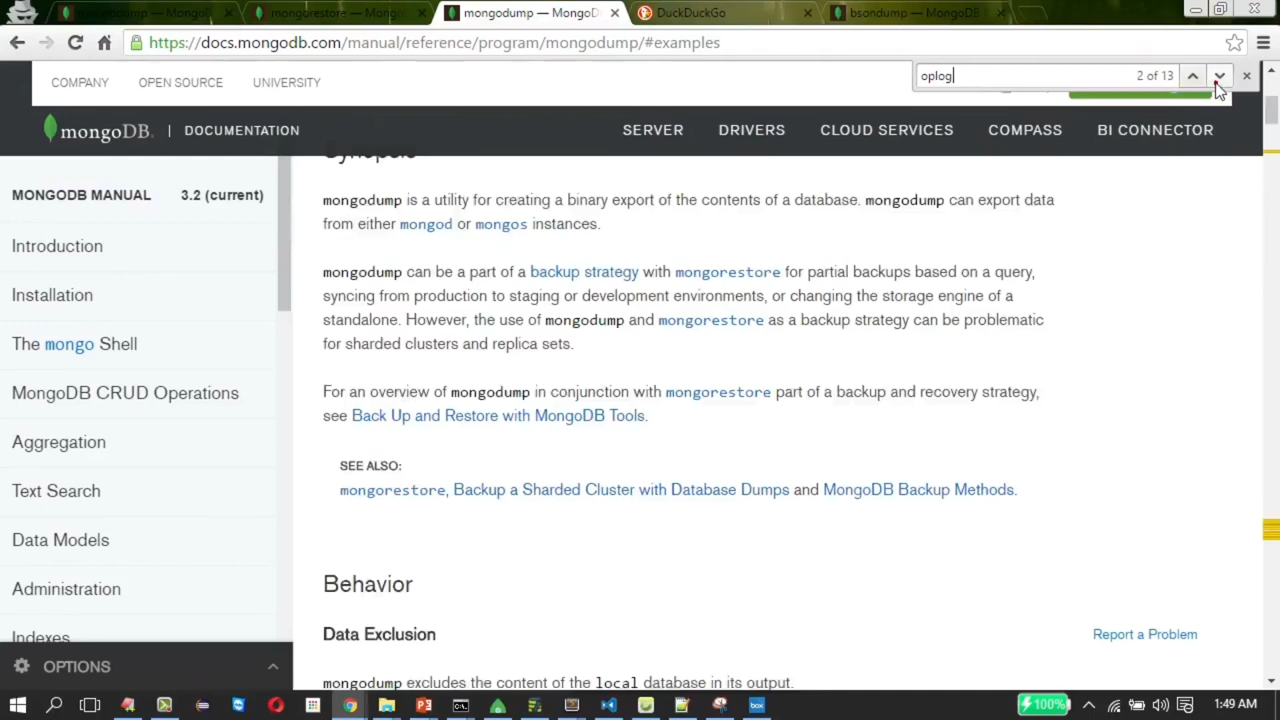 mongodump — MongoD
mongorestore — Mongo
mongodump — MongoD
DuckDuckGo
bsondump — MongoDB
https://docs.mongodb.com/manual/reference/program/mongodump/#examples
oplog
2 of 13
COMPANY
OPEN SOURCE
UNIVERSITY
mongoDB.
DOCUMENTATION
SERVER
DRIVERS
CLOUD SERVICES
COMPASS
BI CONNECTOR
MONGODB MANUAL
3.2 (current)
Introduction
Installation
The mongo Shell
MongoDB CRUD Operations
Aggregation
Text Search
Data Models
Administration
Indexes
OPTIONS
Synopsis
mongodump is a utility for creating a binary export of the contents of a database. mongodump can export data
from either mongod or mongos instances.
mongodump can be a part of a backup strategy with mongorestore for partial backups based on a query,
syncing from production to staging or development environments, or changing the storage engine of a
standalone. However, the use of mongodump and mongorestore as a backup strategy can be problematic
for sharded clusters and replica sets.
For an overview of mongodump in conjunction with mongorestore part of a backup and recovery strategy,
see Back Up and Restore with MongoDB Tools.
SEE ALSO:
mongorestore, Backup a Sharded Cluster with Database Dumps and MongoDB Backup Methods.
Behavior
Data Exclusion
Report a Problem
mongodump excludes the content of the local database in its output.
100%
1:49 AM